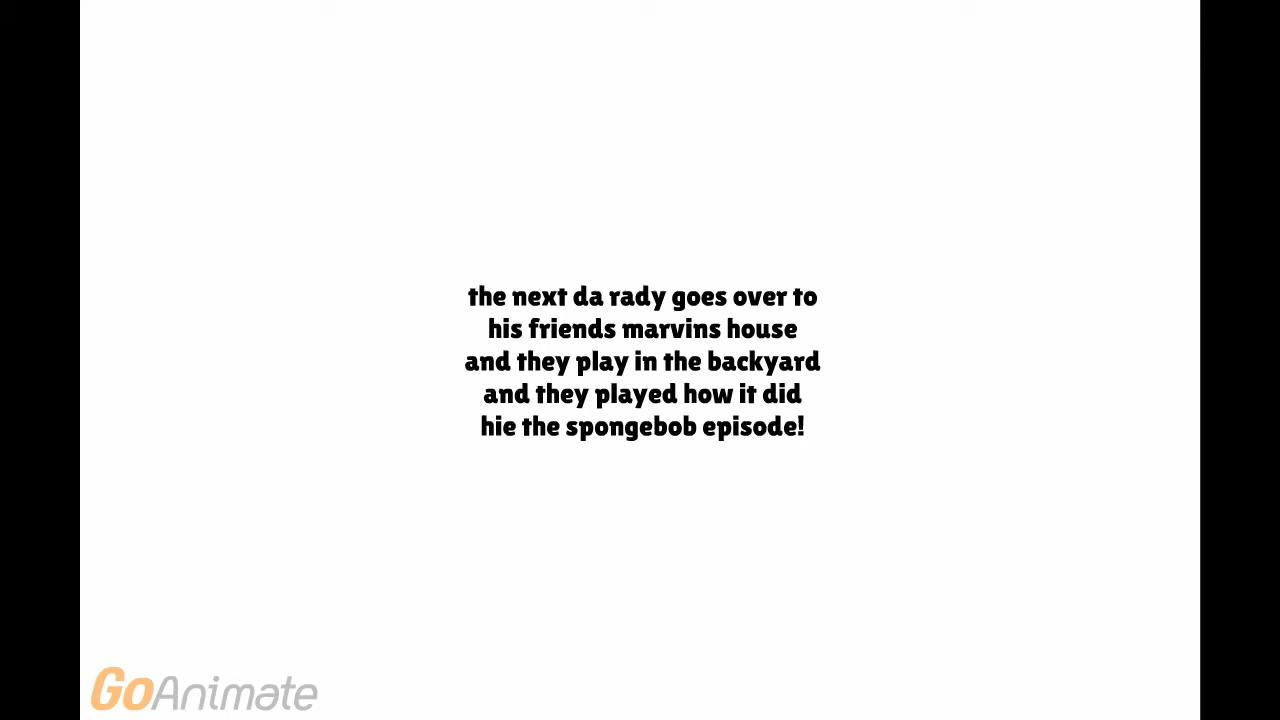 the next da rady goes over to
his friends marvins house
and they play in the backyard
and they played how it did
hie the spongebob episode!
GoAnimate